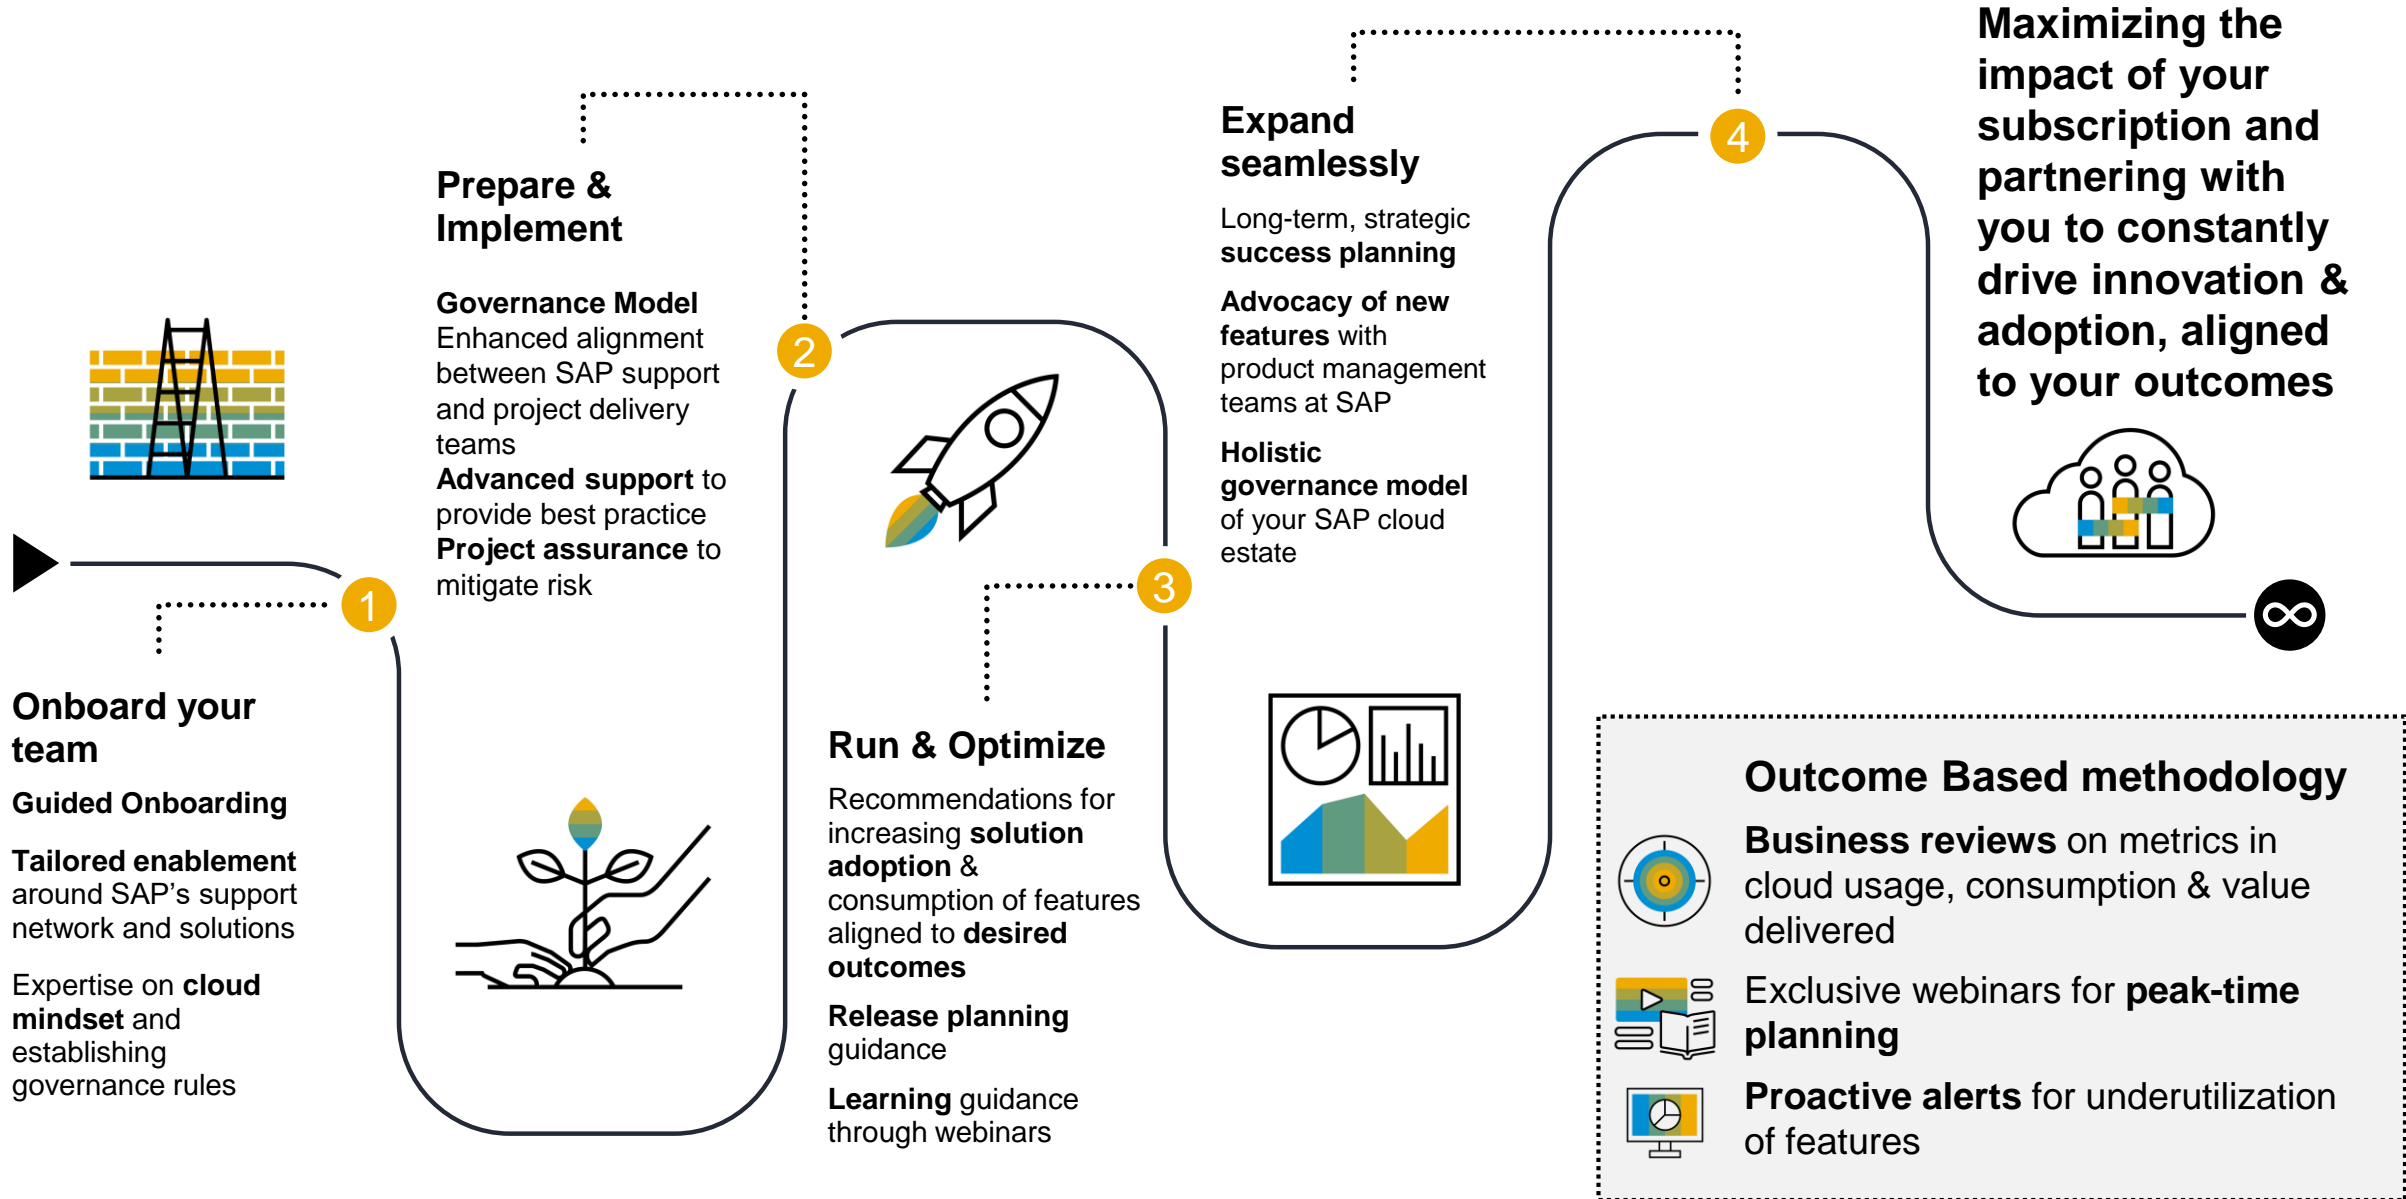 1
Onboard your
team
Guided Onboarding
Tailored enablement
around SAP’s support
network and solutions
Expertise on cloud
mindset and
establishing
governance rules
2
Prepare &
Implement
Governance Model
Enhanced alignment
between SAP support
and project delivery
teams
Advanced support to
provide best practice
Project assurance to
mitigate risk
3
Run & Optimize
Recommendations for
increasing solution
adoption &
consumption of features
aligned to desired
outcomes
Release planning
guidance
Learning guidance
through webinars
4
Expand
seamlessly
Long-term, strategic
success planning
Advocacy of new
features with
product management
teams at SAP
Holistic
governance model
of your SAP cloud
estate
Maximizing the
impact of your
subscription and
partnering with
you to constantly
drive innovation &
adoption, aligned
to your outcomes
Outcome Based methodology
Business reviews on metrics in
cloud usage, consumption & value
delivered
Exclusive webinars for peak-time
planning
Proactive alerts for underutilization
of features